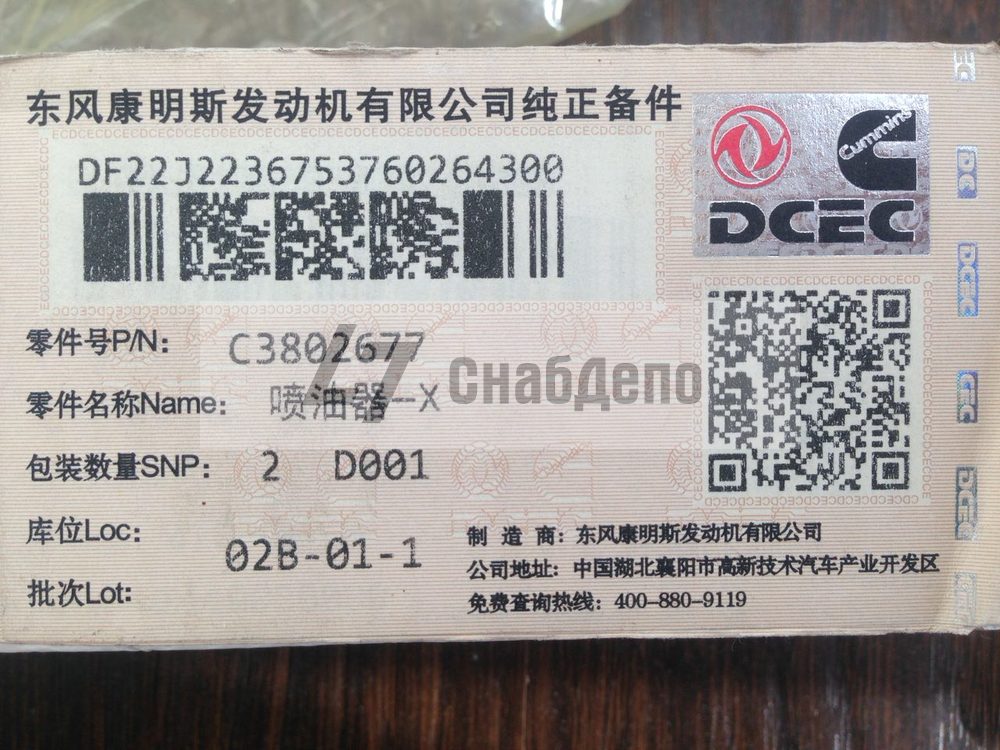 东风康明斯发动机有限公司纯正备件
DF22J2236753760264300
Cummins
DCEC
零件号P/N: C3802677
零件名称Name: 喷油器--X
СнабДепо
包装数量SNP: 2 D001
库位Loc: 02B-01-1
批次Lot:
制 造 商: 东风康明斯发动机有限公司
公司地址: 中国湖北襄阳市高新技术汽车产业开发区
免费查询热线: 400-880-9119